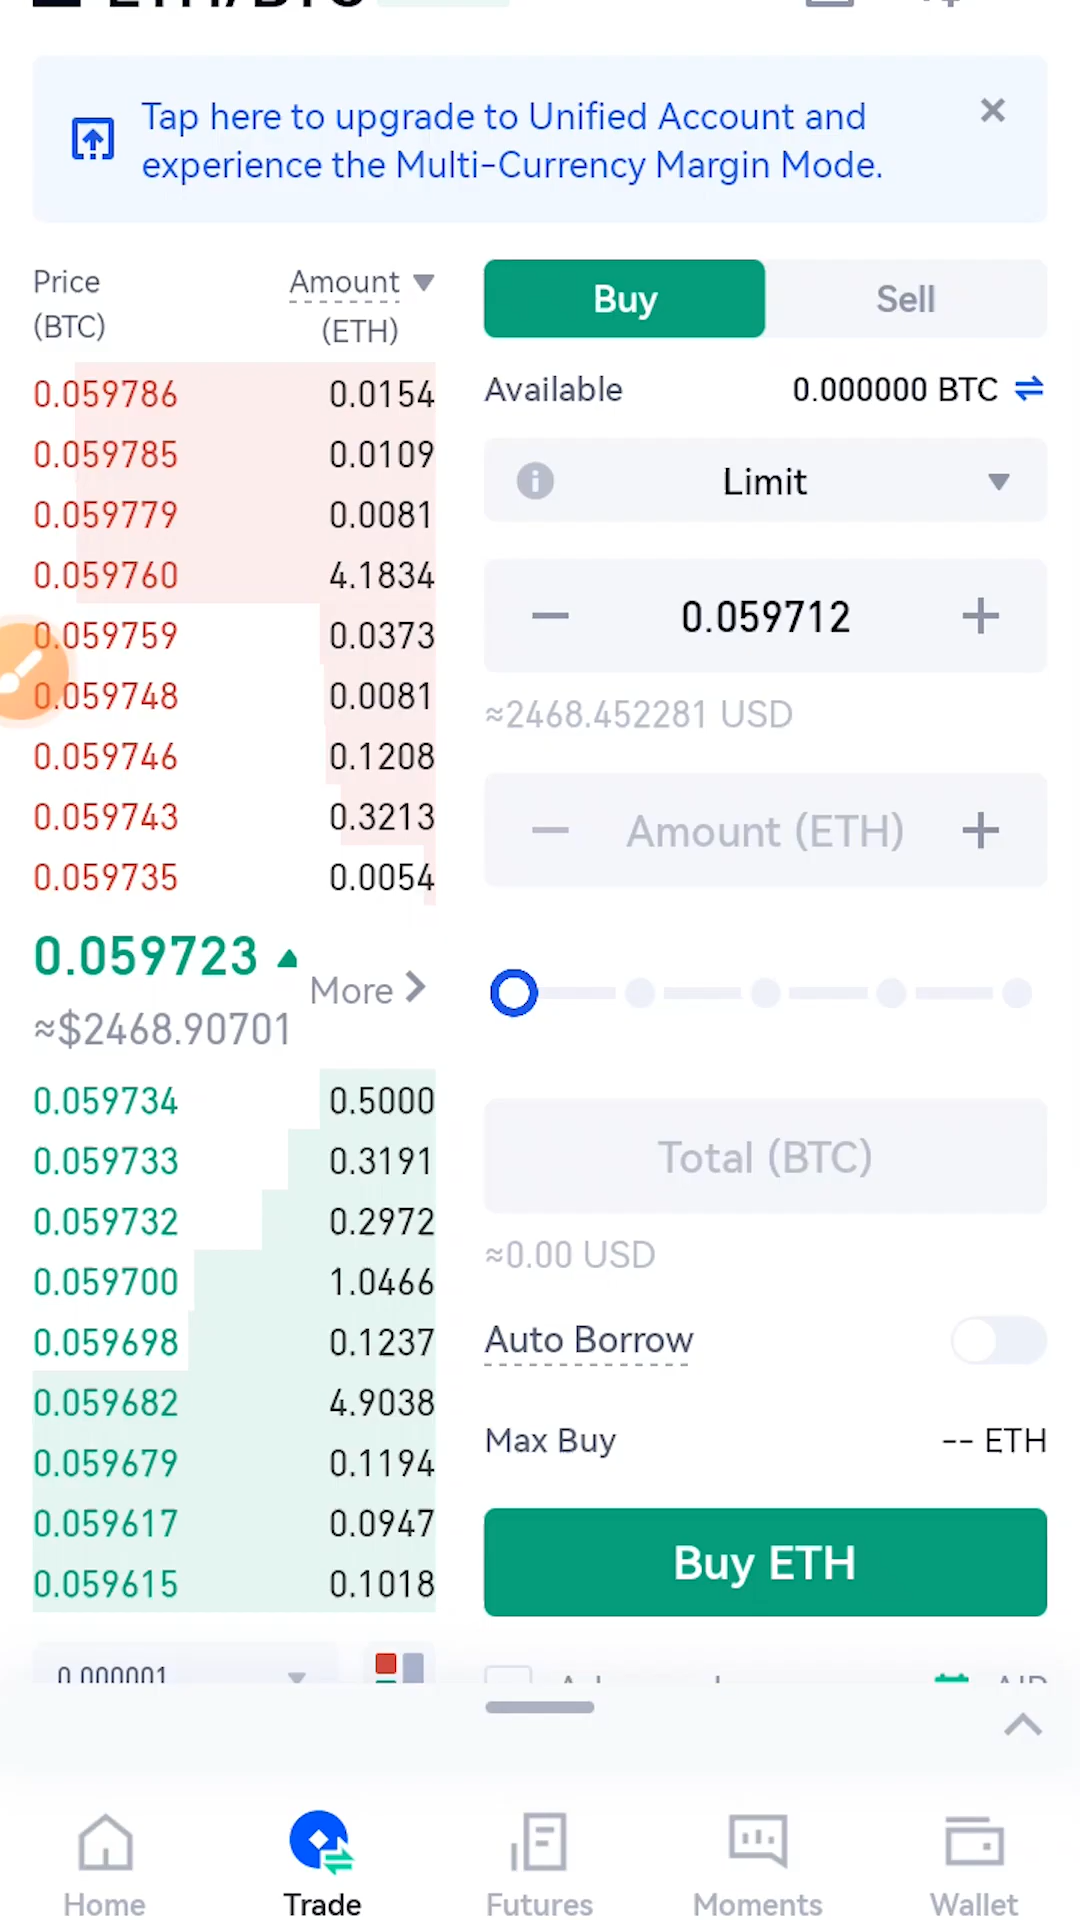 ETH/BTC
Tap here to upgrade to Unified Account and
experience the Multi-Currency Margin Mode.
Price
(BTC)
Amount
(ETH)
0.059786 0.0154
0.059785 0.0109
0.059779 0.0081
0.059760 4.1834
0.059759 0.0373
0.059748 0.0081
0.059746 0.1208
0.059743 0.3213
0.059735 0.0054
0.059723
≈$2468.90701
More
0.059734 0.5000
0.059733 0.3191
0.059732 0.2972
0.059700 1.0466
0.059698 0.1237
0.059682 4.9038
0.059679 0.1194
0.059617 0.0947
0.059615 0.1018
0.000001
Buy Sell
Available 0.000000 BTC
Limit
0.059712
≈2468.452281 USD
Amount (ETH)
Total (BTC)
≈0.00 USD
Auto Borrow
Max Buy -- ETH
Buy ETH
Home Trade Futures Moments Wallet